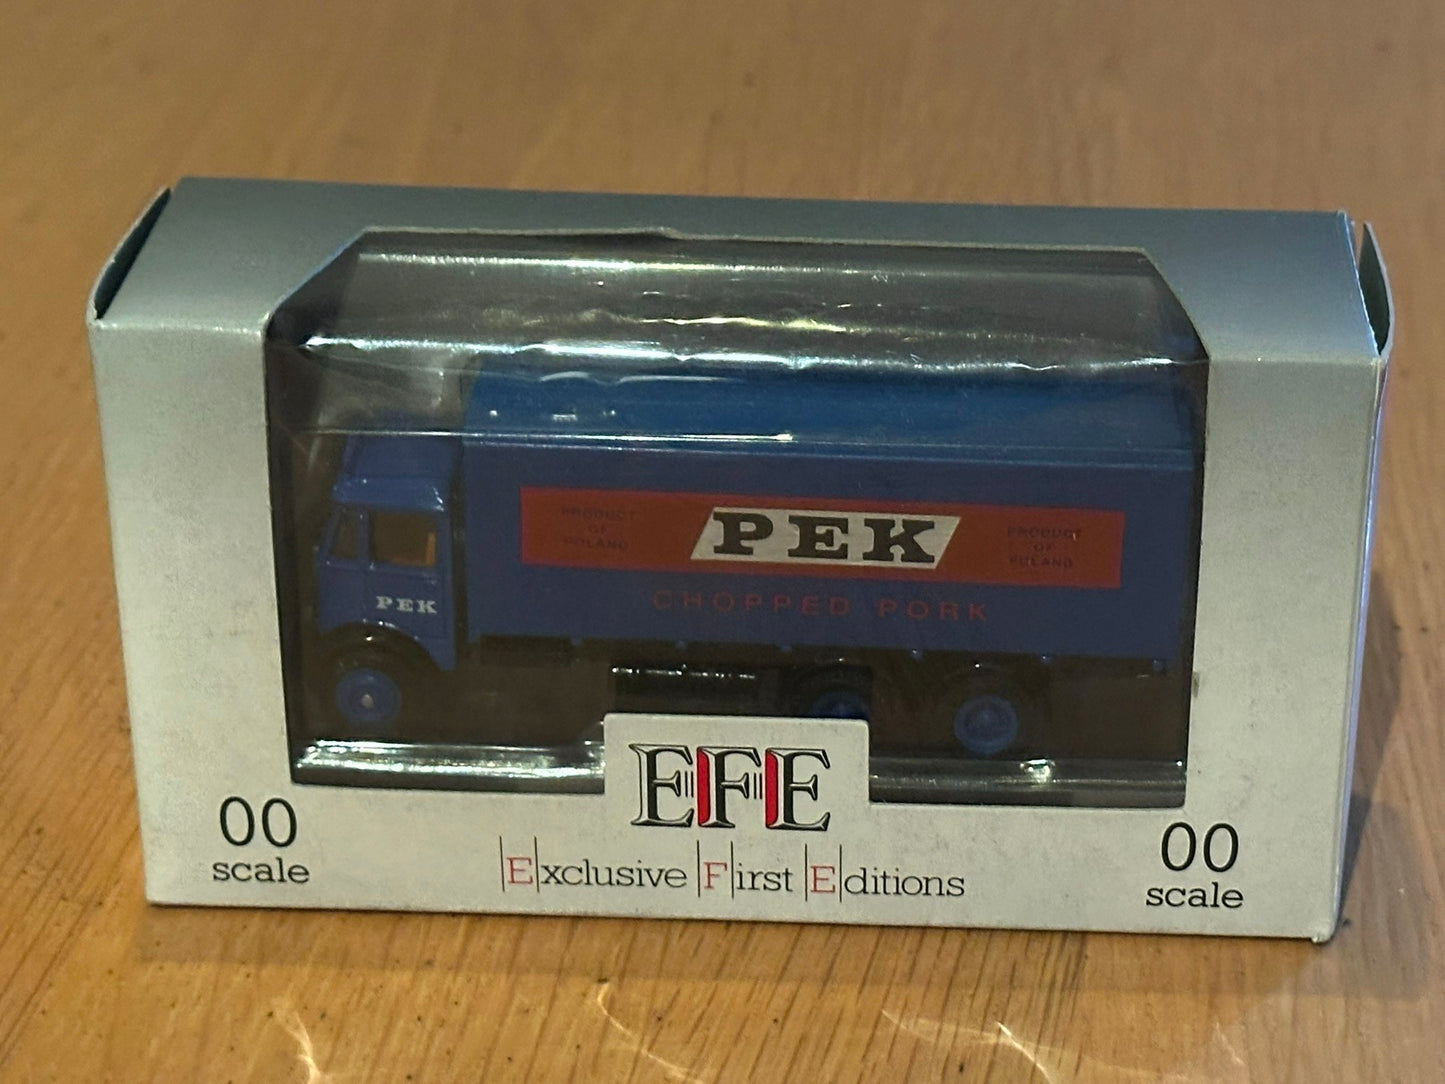 PRODUCT
OF
POLAND
PEK
PRODUCT
OF
POLAND
CHOPPED PORK
PEK
EFE
Exclusive First Editions
00
scale
00
scale